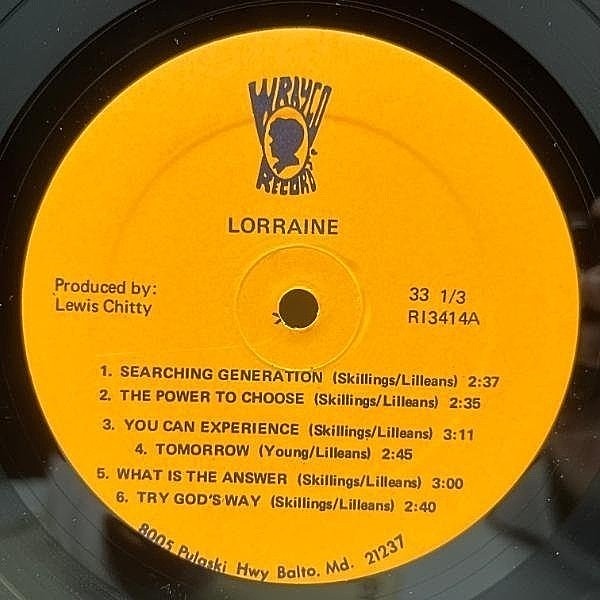 WRAYCO
RECORDS
LORRAINE
Produced by:
Lewis Chitty
33 1/3
RI3414A
1. SEARCHING GENERATION (Skillings/Lilleans) 2:37
2. THE POWER TO CHOOSE (Skillings/Lilleans) 2:35
3. YOU CAN EXPERIENCE (Skillings/Lilleans) 3:11
4. TOMORROW (Young/Lilleans) 2:45
5. WHAT IS THE ANSWER (Skillings/Lilleans) 3:00
6. TRY GOD'S WAY (Skillings/Lilleans) 2:40
8005 Pulaski Hwy Balto. Md. 21237